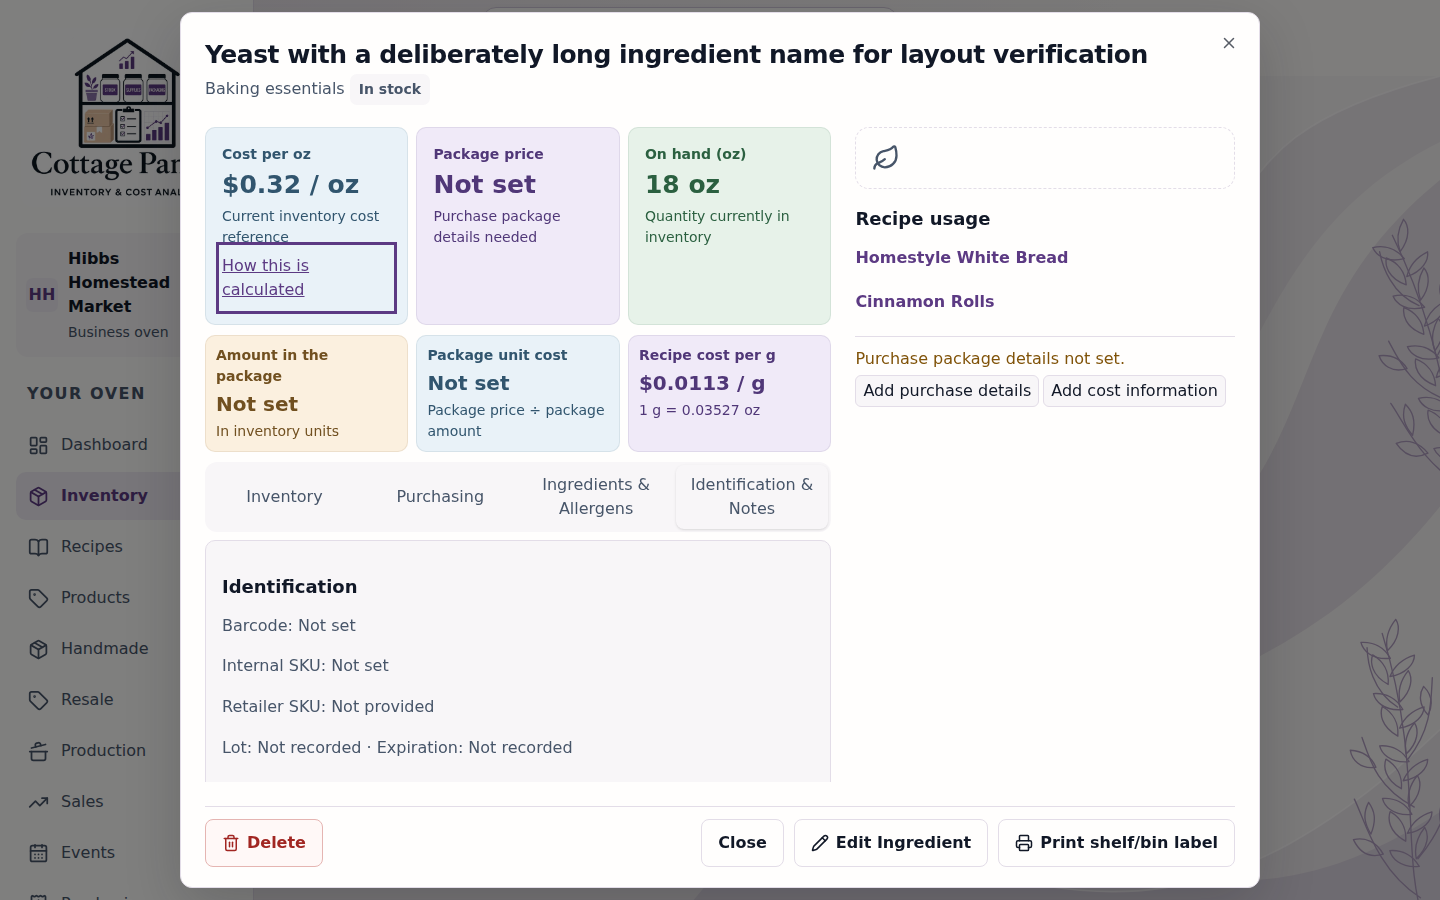 Yeast with a deliberately long ingredient name for layout verification
Baking essentials In stock
Cost per oz
$0.32 / oz
Current inventory cost
reference
How this is
calculated
Package price
Not set
Purchase package
details needed
On hand (oz)
18 oz
Quantity currently in
inventory
Amount in the
package
Not set
In inventory units
Package unit cost
Not set
Package price ÷ package
amount
Recipe cost per g
$0.0113 / g
1 g = 0.03527 oz
Inventory
Purchasing
Ingredients &
Allergens
Identification &
Notes
Identification
Barcode: Not set
Internal SKU: Not set
Retailer SKU: Not provided
Lot: Not recorded · Expiration: Not recorded
Recipe usage
Homestyle White Bread
Cinnamon Rolls
Purchase package details not set.
Add purchase details
Add cost information
Delete
Close
Edit Ingredient
Print shelf/bin label
Cottage Pan
INVENTORY & COST ANAL
HH
Hibbs
Homestead
Market
Business oven
YOUR OVEN
Dashboard
Inventory
Recipes
Products
Handmade
Resale
Production
Sales
Events